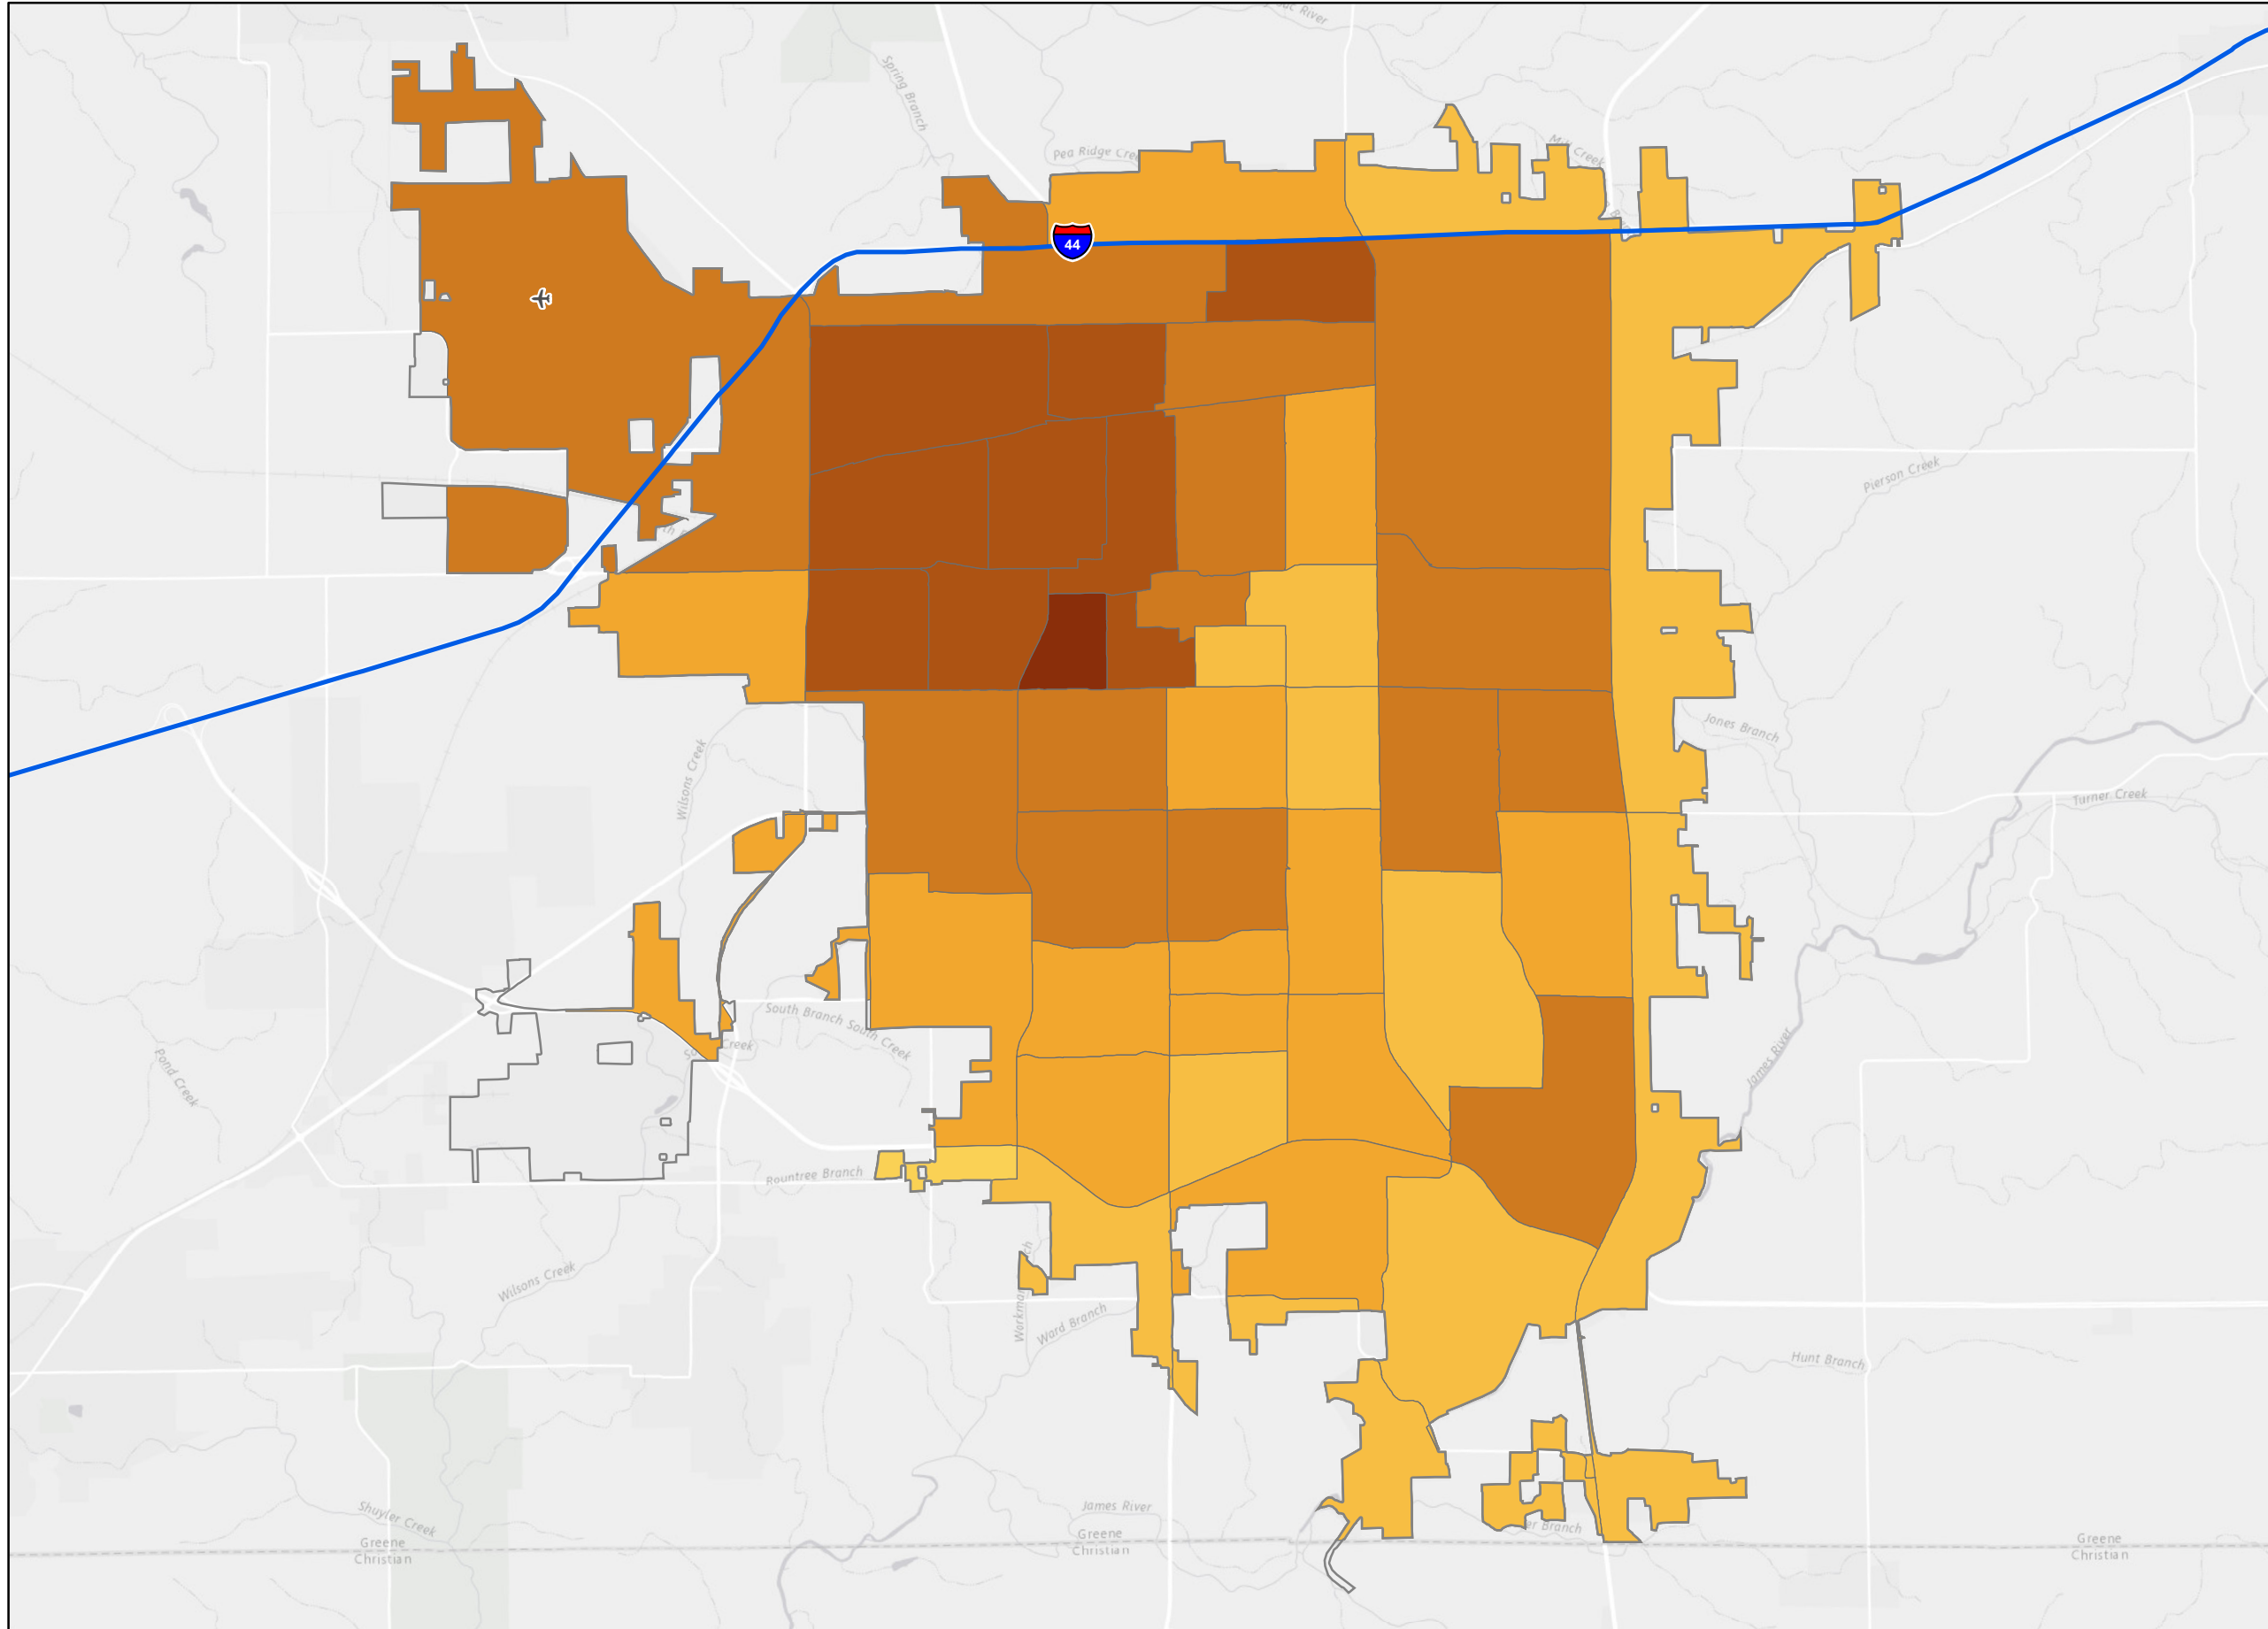 Spring Branch
Pea Ridge Cre
Creek
44
Pierson Creek
Jones Branch
Turner Creek
Wilsons Creek
South Branch South Creek
Creek
James River
Pond Creek
Rountree Branch
Wilsons Creek
Ward Branch
Hunt Branch
Shuyler Creek
James River
Branch
Greene
Christian
Greene
Christian
Greene
Christian